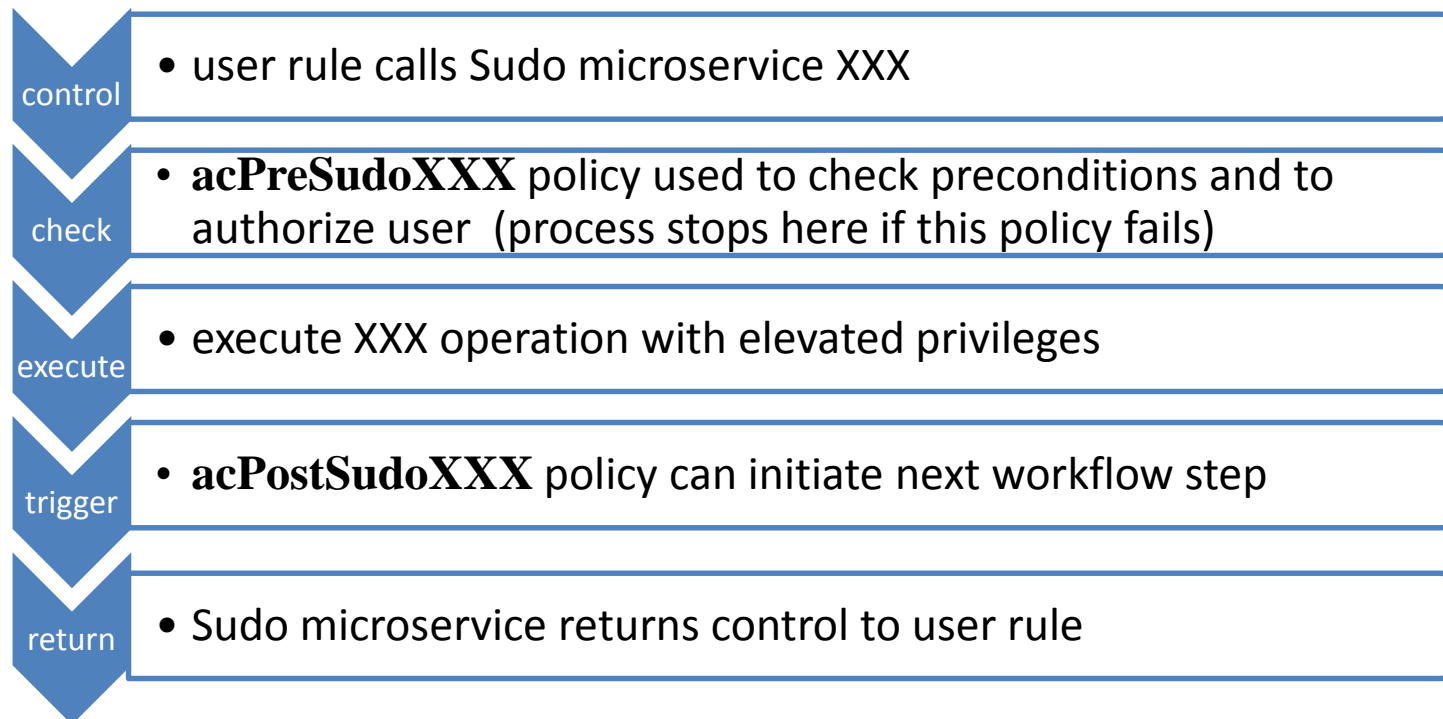 control
• user rule calls Sudo microservice XXX
check
• acPreSudoXXX policy used to check preconditions and to
authorize user (process stops here if this policy fails)
execute
• execute XXX operation with elevated privileges
trigger
• acPostSudoXXX policy can initiate next workflow step
return
• Sudo microservice returns control to user rule